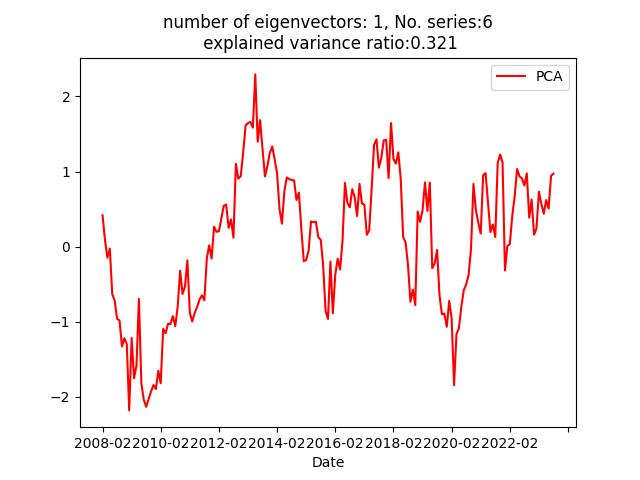 number of eigenvectors: 1, No. series:6
explained variance ratio:0.321
PCA
2
1
0
−1
−2
2008-022010-022012-022014-022016-022018-022020-022022-02
Date